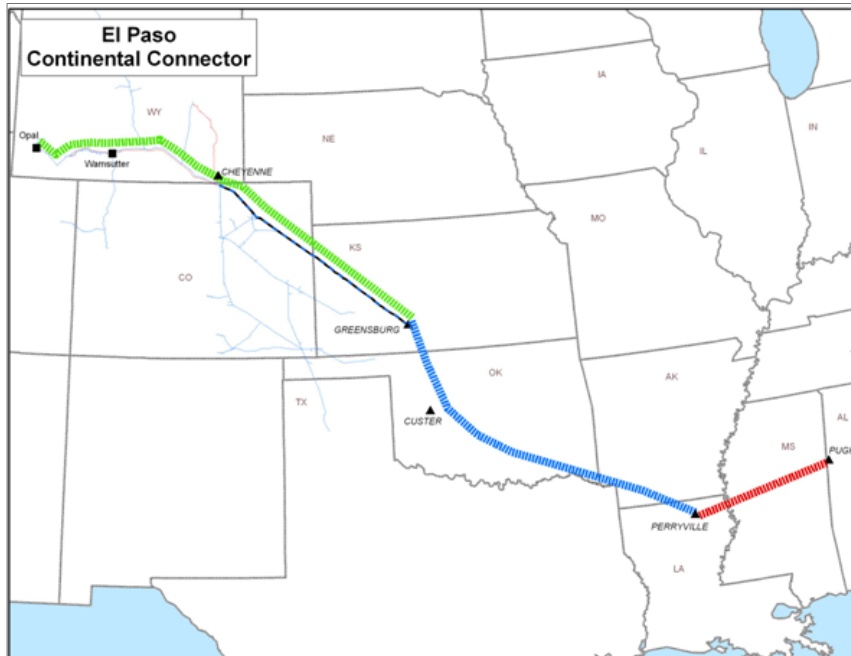 El Paso
Continental Connector
IA
WY
NE
IL
IN
Opal
Wamsutter
CHEYENNE
MO
KS
CO
GREENSBURG
OK
AK
TX
CUSTER
AL
MS
PUGH
PERRYVILLE
LA